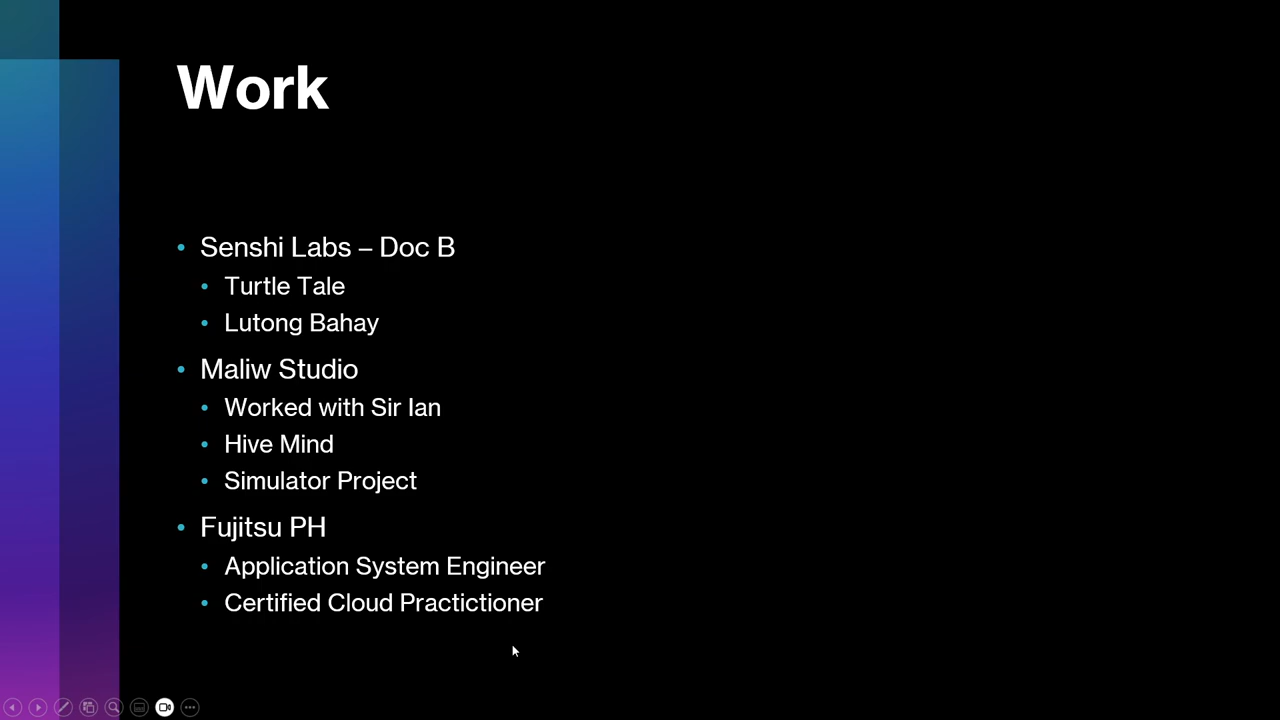 Work
• Senshi Labs – Doc B
• Turtle Tale
• Lutong Bahay
• Maliw Studio
• Worked with Sir Ian
• Hive Mind
• Simulator Project
• Fujitsu PH
• Application System Engineer
• Certified Cloud Practictioner